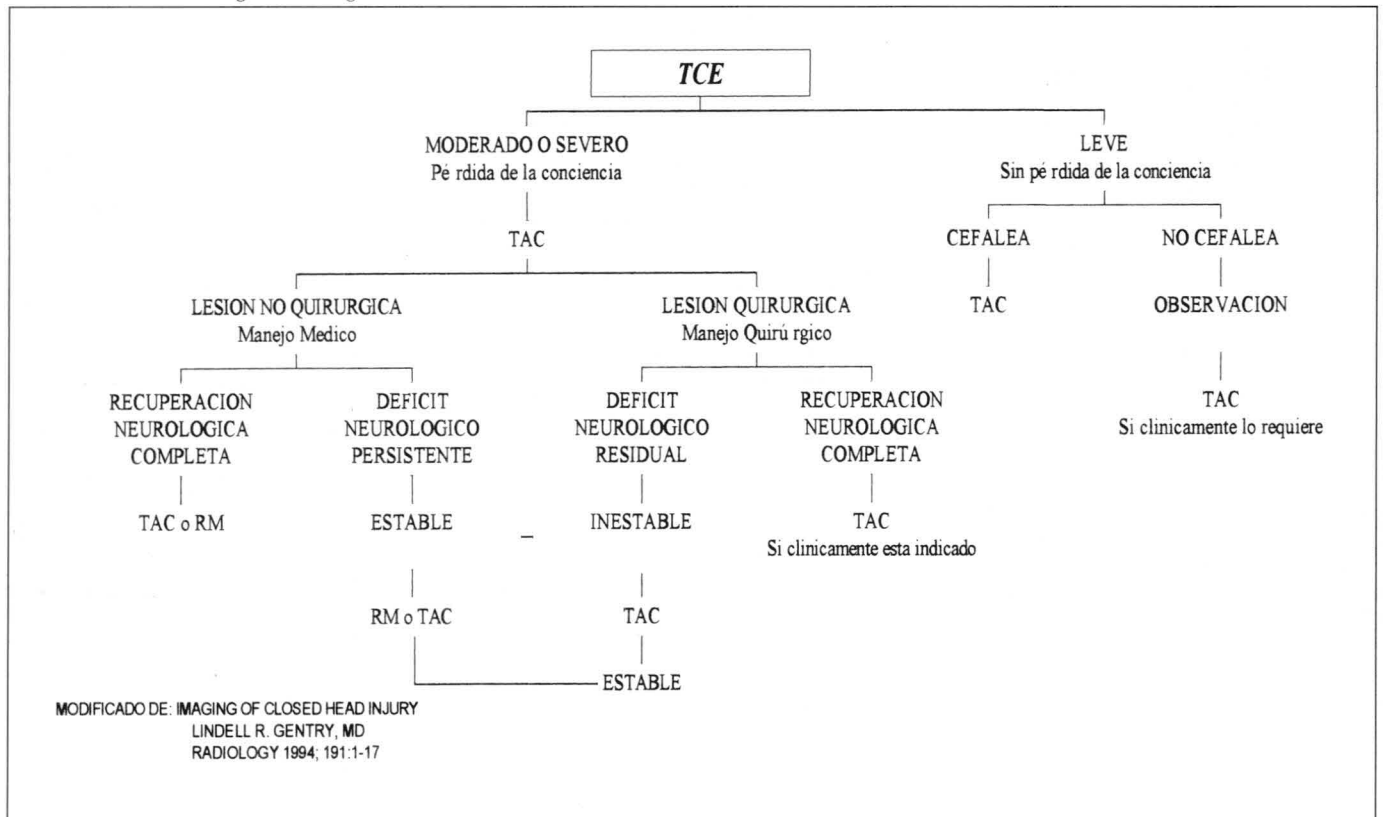 TCE
MODERADO O SEVERO
Pé rdida de la conciencia
LEVE
Sin pé rdida de la conciencia
TAC
CEFALEA
NO CEFALEA
LESION NO QUIRURGICA
Manejo Medico
LESION QUIRURGICA
Manejo Quirú rgico
TAC
OBSERVACION
RECUPERACION
NEUROLOGICA
COMPLETA
DEFICIT
NEUROLOGICO
PERSISTENTE
DEFICIT
NEUROLOGICO
RESIDUAL
RECUPERACION
NEUROLOGICA
COMPLETA
TAC
Si clinicamente lo requiere
TAC o RM
ESTABLE
INESTABLE
TAC
Si clinicamente esta indicado
RM o TAC
TAC
ESTABLE
MODIFICADO DE: IMAGING OF CLOSED HEAD INJURY
LINDELL R. GENTRY, MD
RADIOLOGY 1994; 191:1-17